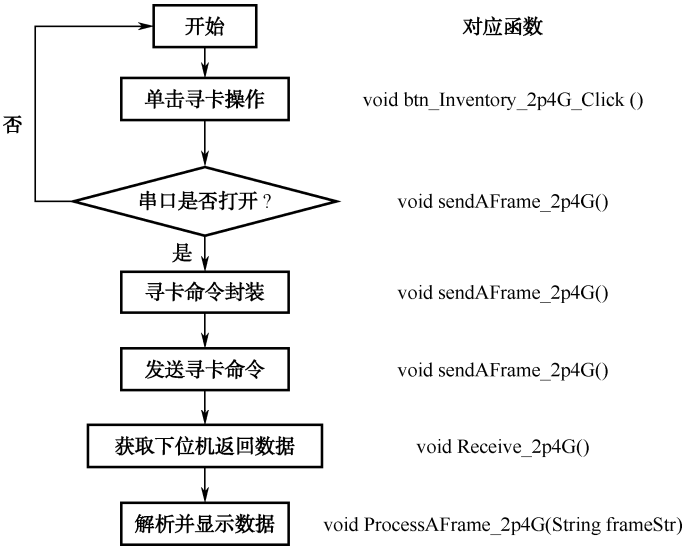 开始 对应函数
单击寻卡操作 void btn_Inventory_2p4G_Click ()
否
串口是否打开? void sendAFrame_2p4G()
是
寻卡命令封装 void sendAFrame_2p4G()
发送寻卡命令 void sendAFrame_2p4G()
获取下位机返回数据 void Receive_2p4G()
解析并显示数据 void ProcessAFrame_2p4G(String frameStr)